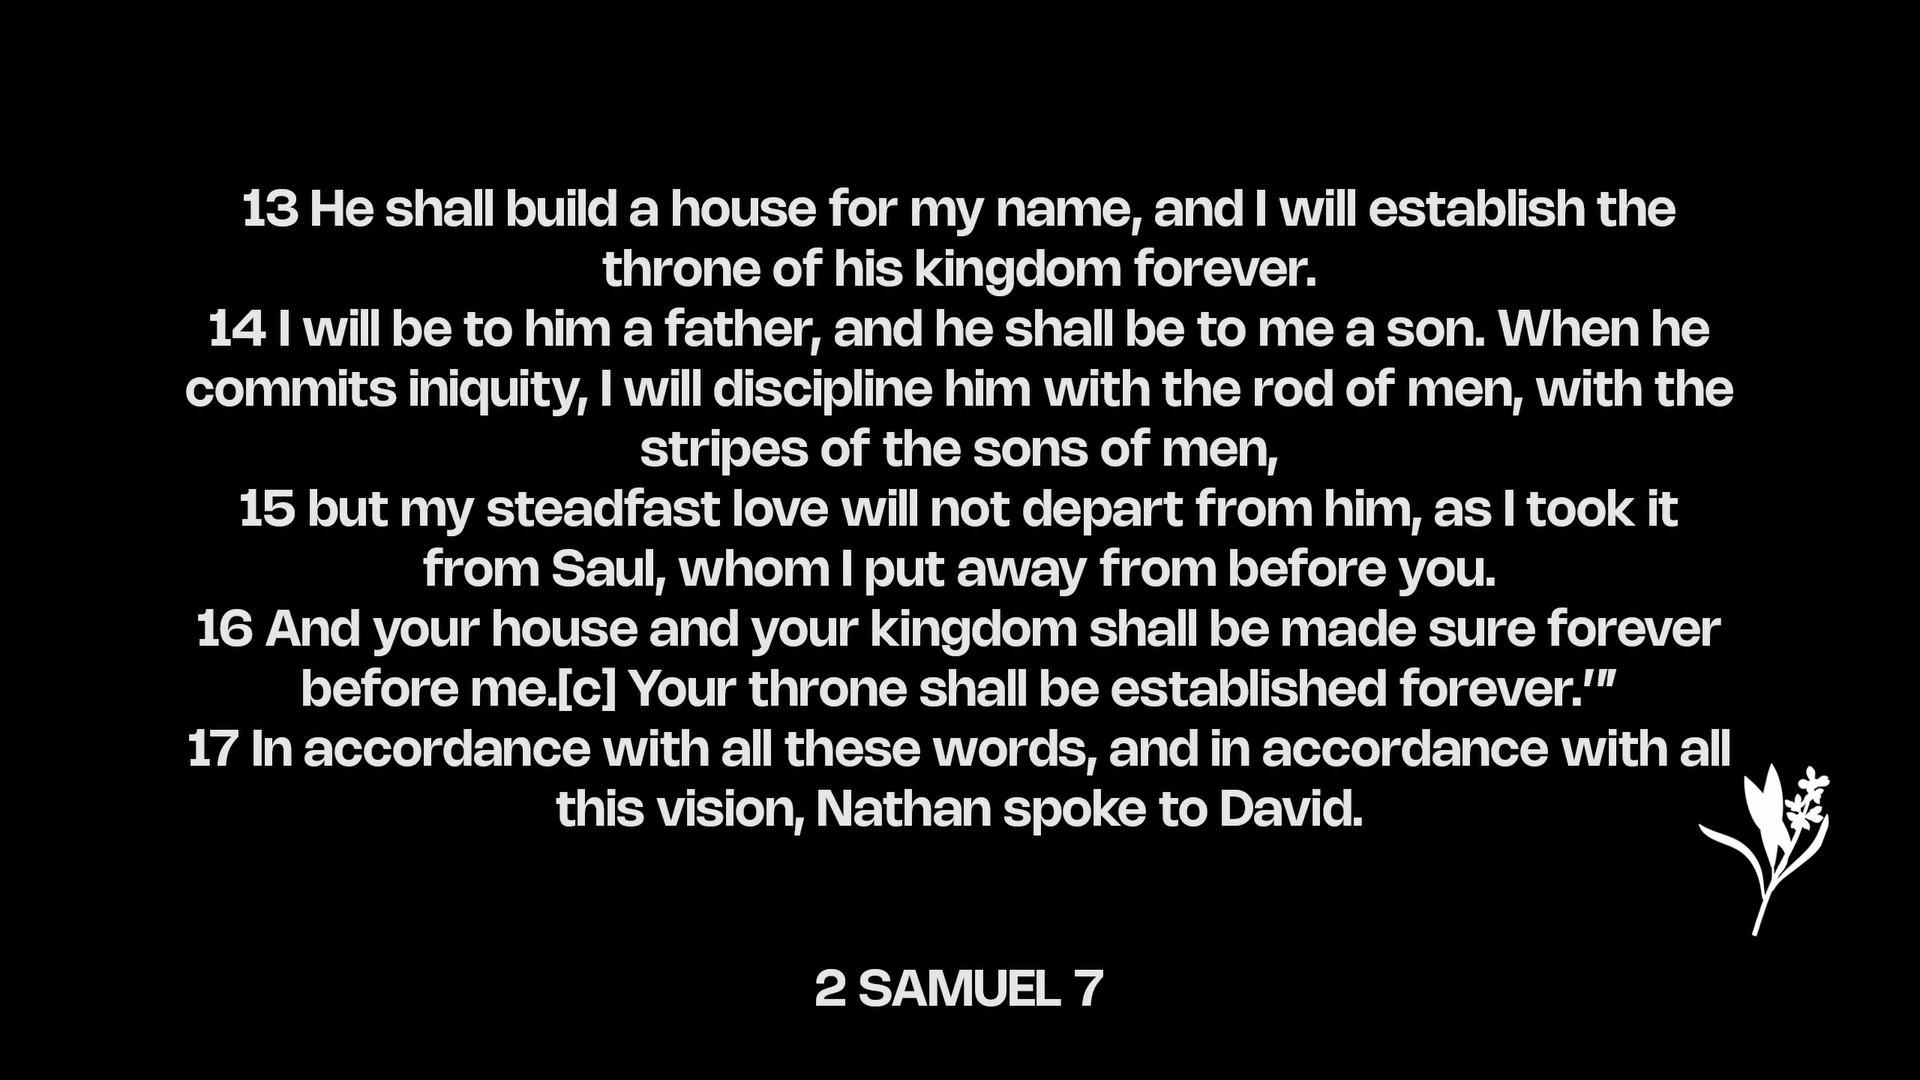 13 He shall build a house for my name, and I will establish the
throne of his kingdom forever.
14 I will be to him a father, and he shall be to me a son. When he
commits iniquity, I will discipline him with the rod of men, with the
stripes of the sons of men,
15 but my steadfast love will not depart from him, as I took it
from Saul, whom I put away from before you.
16 And your house and your kingdom shall be made sure forever
before me.[c] Your throne shall be established forever.’”
17 In accordance with all these words, and in accordance with all
this vision, Nathan spoke to David.
2 SAMUEL 7